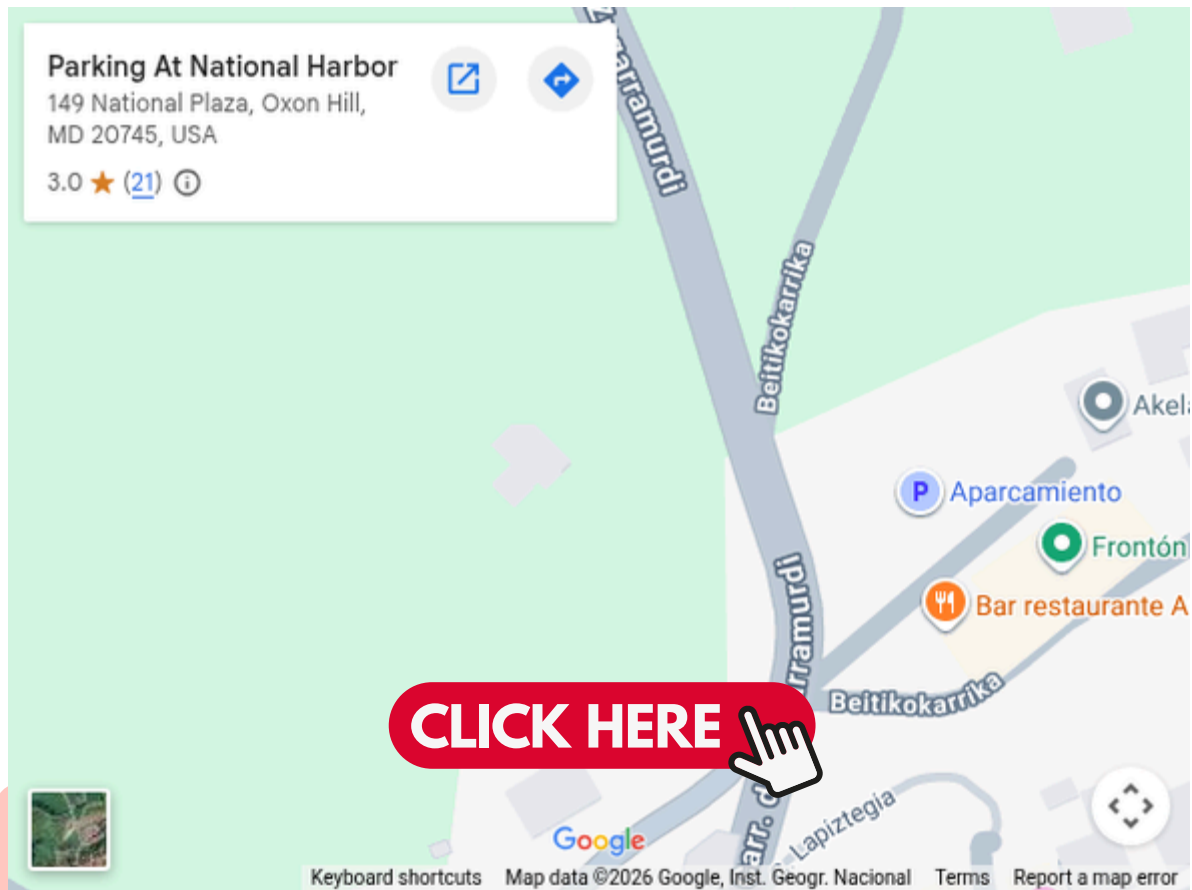 Parking At National Harbor
149 National Plaza, Oxon Hill,
MD 20745, USA
3.0 ★ (21)
Beitikokarrika
P Aparcamiento
Frontón
Bar restaurante A
Beitikokarrika
CLICK HERE
Lapiztegia
Google
Keyboard shortcuts Map data ©2026 Google, Inst. Geogr. Nacional Terms Report a map error